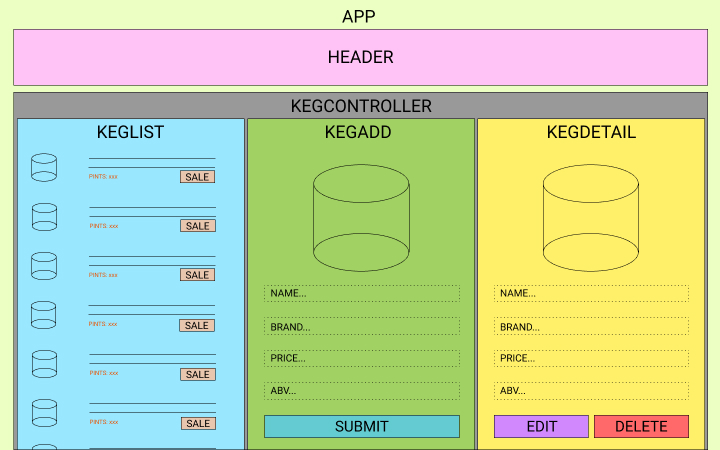 APP
HEADER
KEGCONTROLLER
KEGLIST
PINTS: xxx SALE
PINTS: xxx SALE
PINTS: xxx SALE
PINTS: xxx SALE
PINTS: xxx SALE
PINTS: xxx SALE
KEGADD
NAME...
BRAND...
PRICE...
ABV...
SUBMIT
KEGDETAIL
NAME...
BRAND...
PRICE...
ABV...
EDIT DELETE